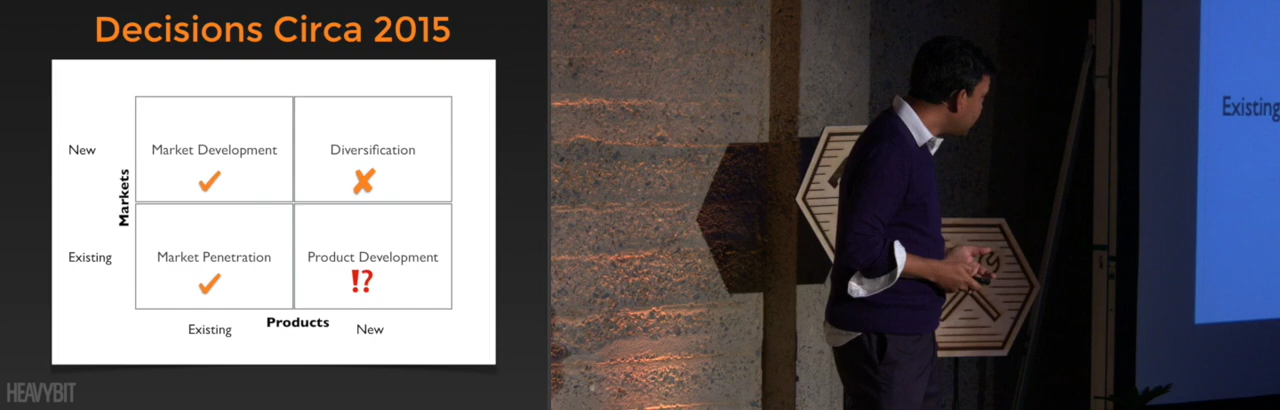 Decisions Circa 2015
New
Market Development
Diversification
✓
✘
Markets
Existing
Market Penetration
Product Development
✓
⁉
Existing
Products
New
HEAVYBIT
Existing